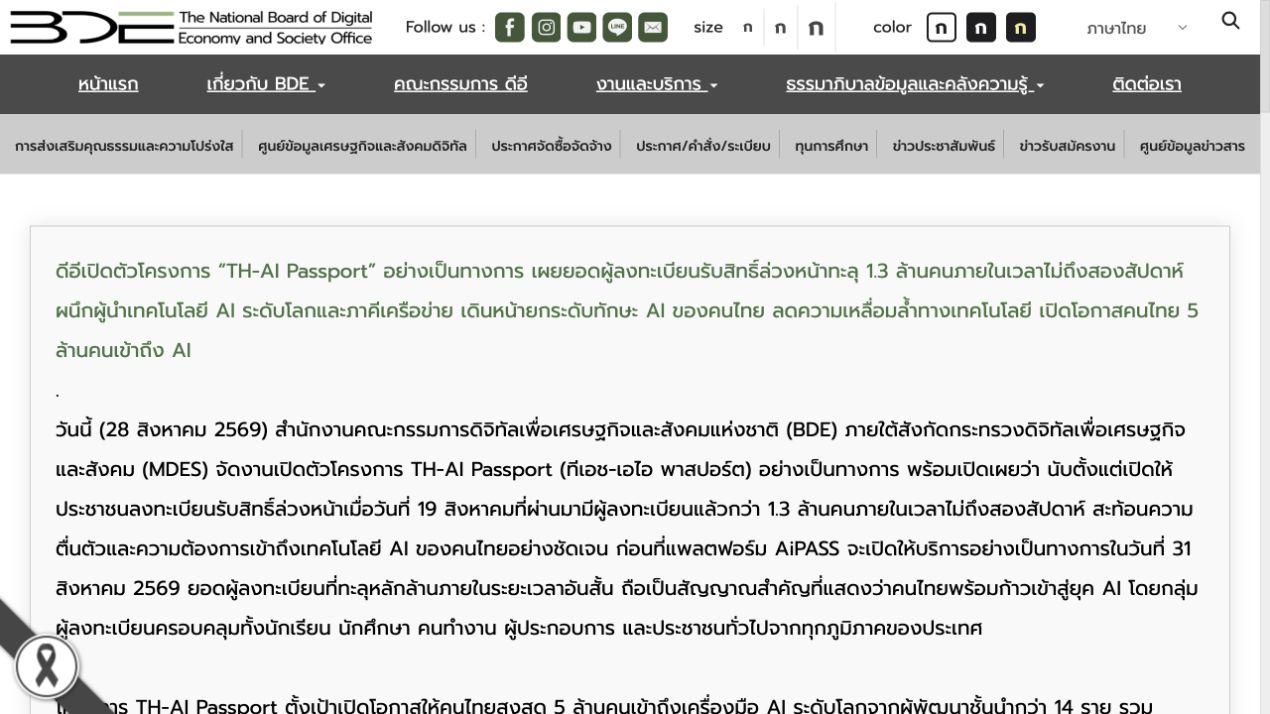 BDE The National Board of Digital
Economy and Society Office
Follow us : LINE size ก ก ก color ก ก ก ภาษาไทย
หน้าแรก เกี่ยวกับ BDE คณะกรรมการ ดีอี งานและบริการ ธรรมาภิบาลข้อมูลและคลังความรู้ ติดต่อเรา
การส่งเสริมคุณธรรมและความโปร่งใส ศูนย์ข้อมูลเศรษฐกิจและสังคมดิจิทัล ประกาศจัดซื้อจัดจ้าง ประกาศ/คำสั่ง/ระเบียบ ทุนการศึกษา ข่าวประชาสัมพันธ์ ข่าวรับสมัครงาน ศูนย์ข้อมูลข่าวสาร
ดีอีเปิดตัวโครงการ “TH-AI Passport” อย่างเป็นทางการ เผยยอดผู้ลงทะเบียนรับสิทธิ์ล่วงหน้าทะลุ 1.3 ล้านคนภายในเวลาไม่ถึงสองสัปดาห์
ผนึกผู้นำเทคโนโลยี AI ระดับโลกและภาคีเครือข่าย เดินหน้ายกระดับทักษะ AI ของคนไทย ลดความเหลื่อมล้ำทางเทคโนโลยี เปิดโอกาสคนไทย 5
ล้านคนเข้าถึง AI
.
วันนี้ (28 สิงหาคม 2569) สำนักงานคณะกรรมการดิจิทัลเพื่อเศรษฐกิจและสังคมแห่งชาติ (BDE) ภายใต้สังกัดกระทรวงดิจิทัลเพื่อเศรษฐกิจ
และสังคม (MDES) จัดงานเปิดตัวโครงการ TH-AI Passport (ทีเอช-เอไอ พาสปอร์ต) อย่างเป็นทางการ พร้อมเปิดเผยว่า นับตั้งแต่เปิดให้
ประชาชนลงทะเบียนรับสิทธิ์ล่วงหน้าเมื่อวันที่ 19 สิงหาคมที่ผ่านมามีผู้ลงทะเบียนแล้วกว่า 1.3 ล้านคนภายในเวลาไม่ถึงสองสัปดาห์ สะท้อนความ
ตื่นตัวและความต้องการเข้าถึงเทคโนโลยี AI ของคนไทยอย่างชัดเจน ก่อนที่แพลตฟอร์ม AiPASS จะเปิดให้บริการอย่างเป็นทางการในวันที่ 31
สิงหาคม 2569 ยอดผู้ลงทะเบียนที่ทะลุหลักล้านภายในระยะเวลาอันสั้น ถือเป็นสัญญาณสำคัญที่แสดงว่าคนไทยพร้อมก้าวเข้าสู่ยุค AI โดยกลุ่ม
ผู้ลงทะเบียนครอบคลุมทั้งนักเรียน นักศึกษา คนทำงาน ผู้ประกอบการ และประชาชนทั่วไปจากทุกภูมิภาคของประเทศ
TH-AI Passport ตั้งเป้าเปิดโอกาสให้คนไทยสูงสุด 5 ล้านคนเข้าถึงเครื่องมือ AI ระดับโลกจากผู้พัฒนาชั้นนำกว่า 14 ราย รวม